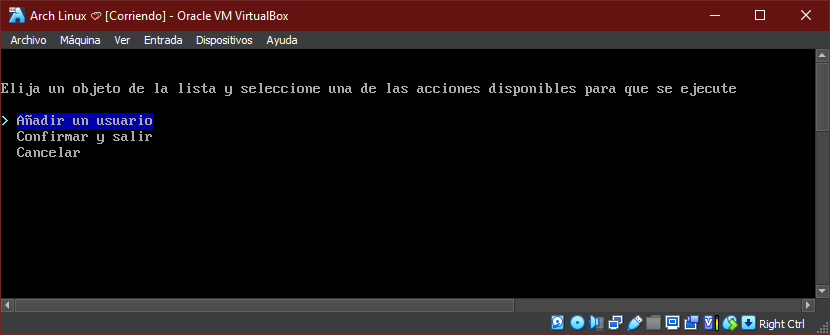 Arch Linux [Corriendo] - Oracle VM VirtualBox
Archivo Máquina Ver Entrada Dispositivos Ayuda
Elija un objeto de la lista y seleccione una de las acciones disponibles para que se ejecute
> Añadir un usuario
Confirmar y salir
Cancelar
Right Ctrl